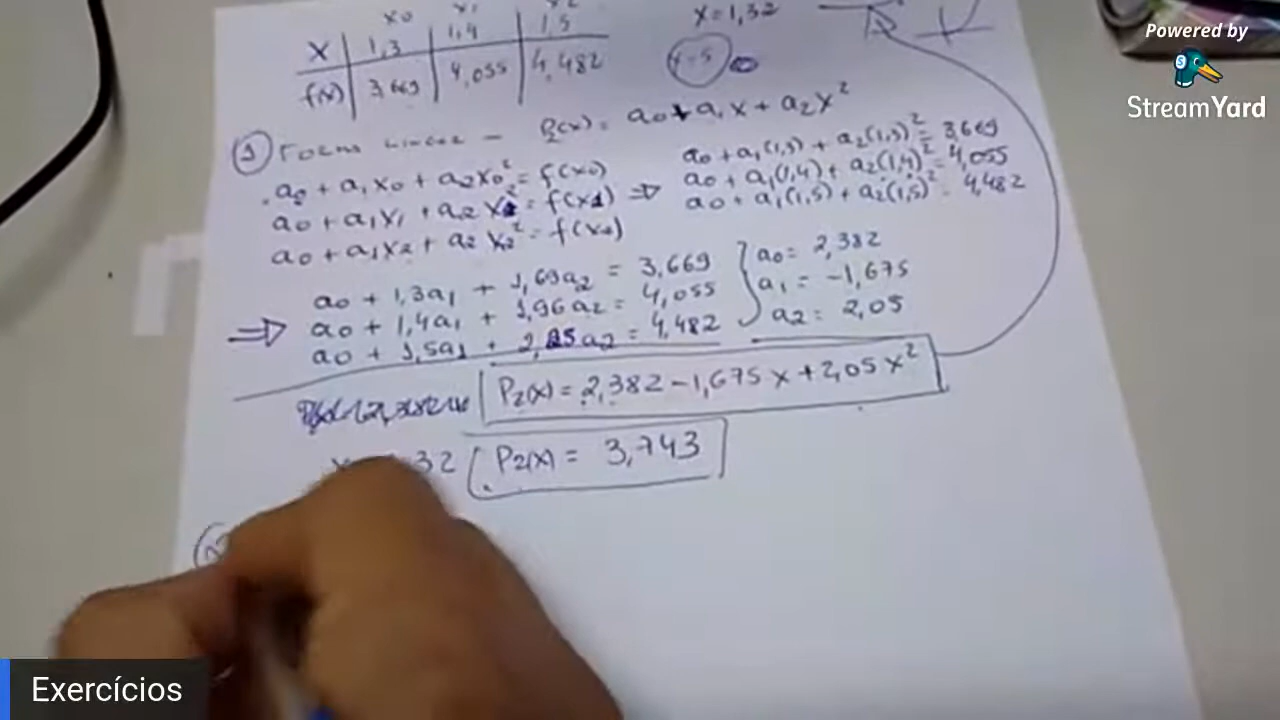 x0 x1 x2
x 1,3 1,4 1,5 x=1,32
f(x) 3,669 4,055 4,482
1 Forma Linear - P2(x) = a0 + a1x + a2x²
a0 + a1x0 + a2x0² = f(x0)
a0 + a1x1 + a2x1² = f(x1) ⇒
a0 + a1x2 + a2x2² = f(x2)
a0 + a1(1,3) + a2(1,3)² = 3,669
a0 + a1(1,4) + a2(1,4)² = 4,055
a0 + a1(1,5) + a2(1,5)² = 4,482
a0 + 1,3a1 + 1,69a2 = 3,669
⇒ a0 + 1,4a1 + 1,96a2 = 4,055
a0 + 1,5a1 + 2,25a2 = 4,482
a0 = 2,382
a1 = -1,675
a2 = 2,05
P2(x) = 2,382 - 1,675x + 2,05x²
32 P2(x) = 3,743
Powered by
StreamYard
Exercícios